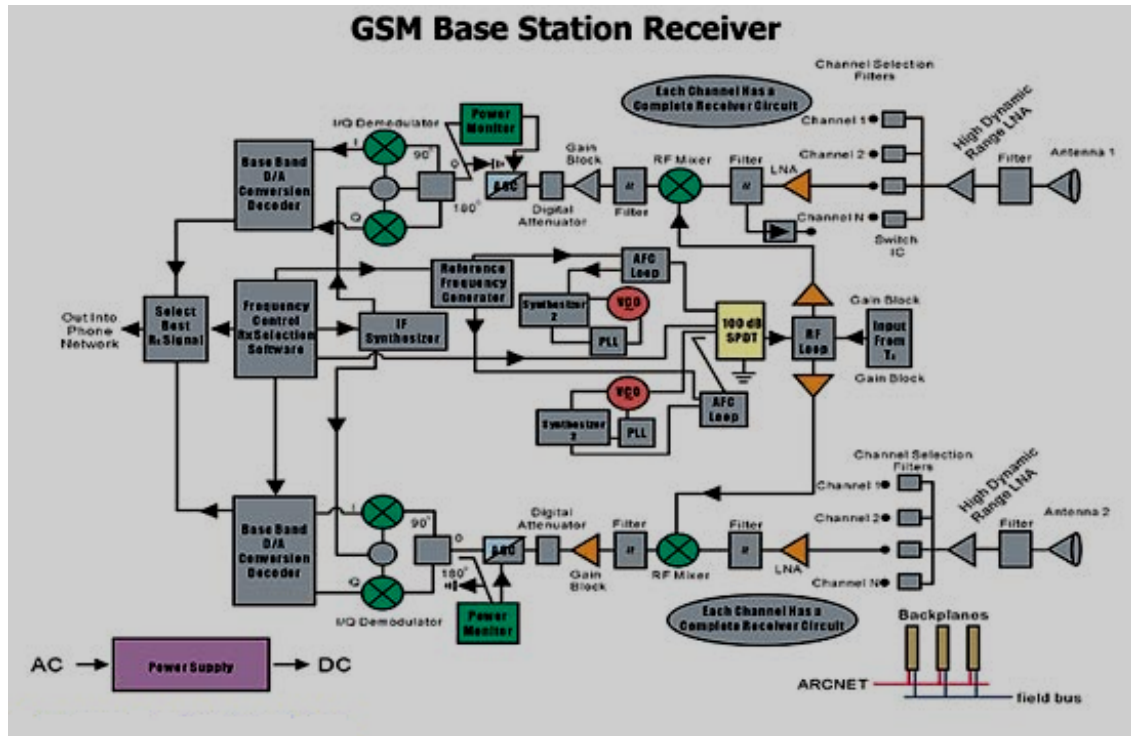 GSM Base Station Receiver
Channel Selection
Filters
Each Channel Has a
Complete Receiver Circuit
High Dynamic
Range LNA
Channel 1
Channel 2
Channel N
Switch
IC
Filter
Antenna 1
LNA
Filter
RF Mixer
Filter
Gain
Block
Digital
Attenuator
Power
Monitor
I/Q Demodulator
I
Q
90°
0
180°
Base Band
D/A
Conversion
Decoder
Out Into
Phone
Network
Select
Best
Rx Signal
Frequency
Control
RxSelection
Software
IF
Synthesizer
Reference
Frequency
Generator
AFC
Loop
Synthesizer
2
VCO
PLL
100 dB
SPDT
RF
Loop
Gain Block
Input
From Tx
Gain Block
VCO
Synthesizer
2
PLL
AFC
Loop
Channel Selection
Filters
High Dynamic
Range LNA
Channel 1
Channel 2
Channel N
Filter
Antenna 2
LNA
Filter
RF Mixer
Filter
Gain
Block
Digital
Attenuator
Power
Monitor
I/Q Demodulator
I
Q
90°
0
180°
Base Band
D/A
Conversion
Decoder
Each Channel Has a
Complete Receiver Circuit
AC
Power Supply
DC
Backplanes
ARCNET
field bus